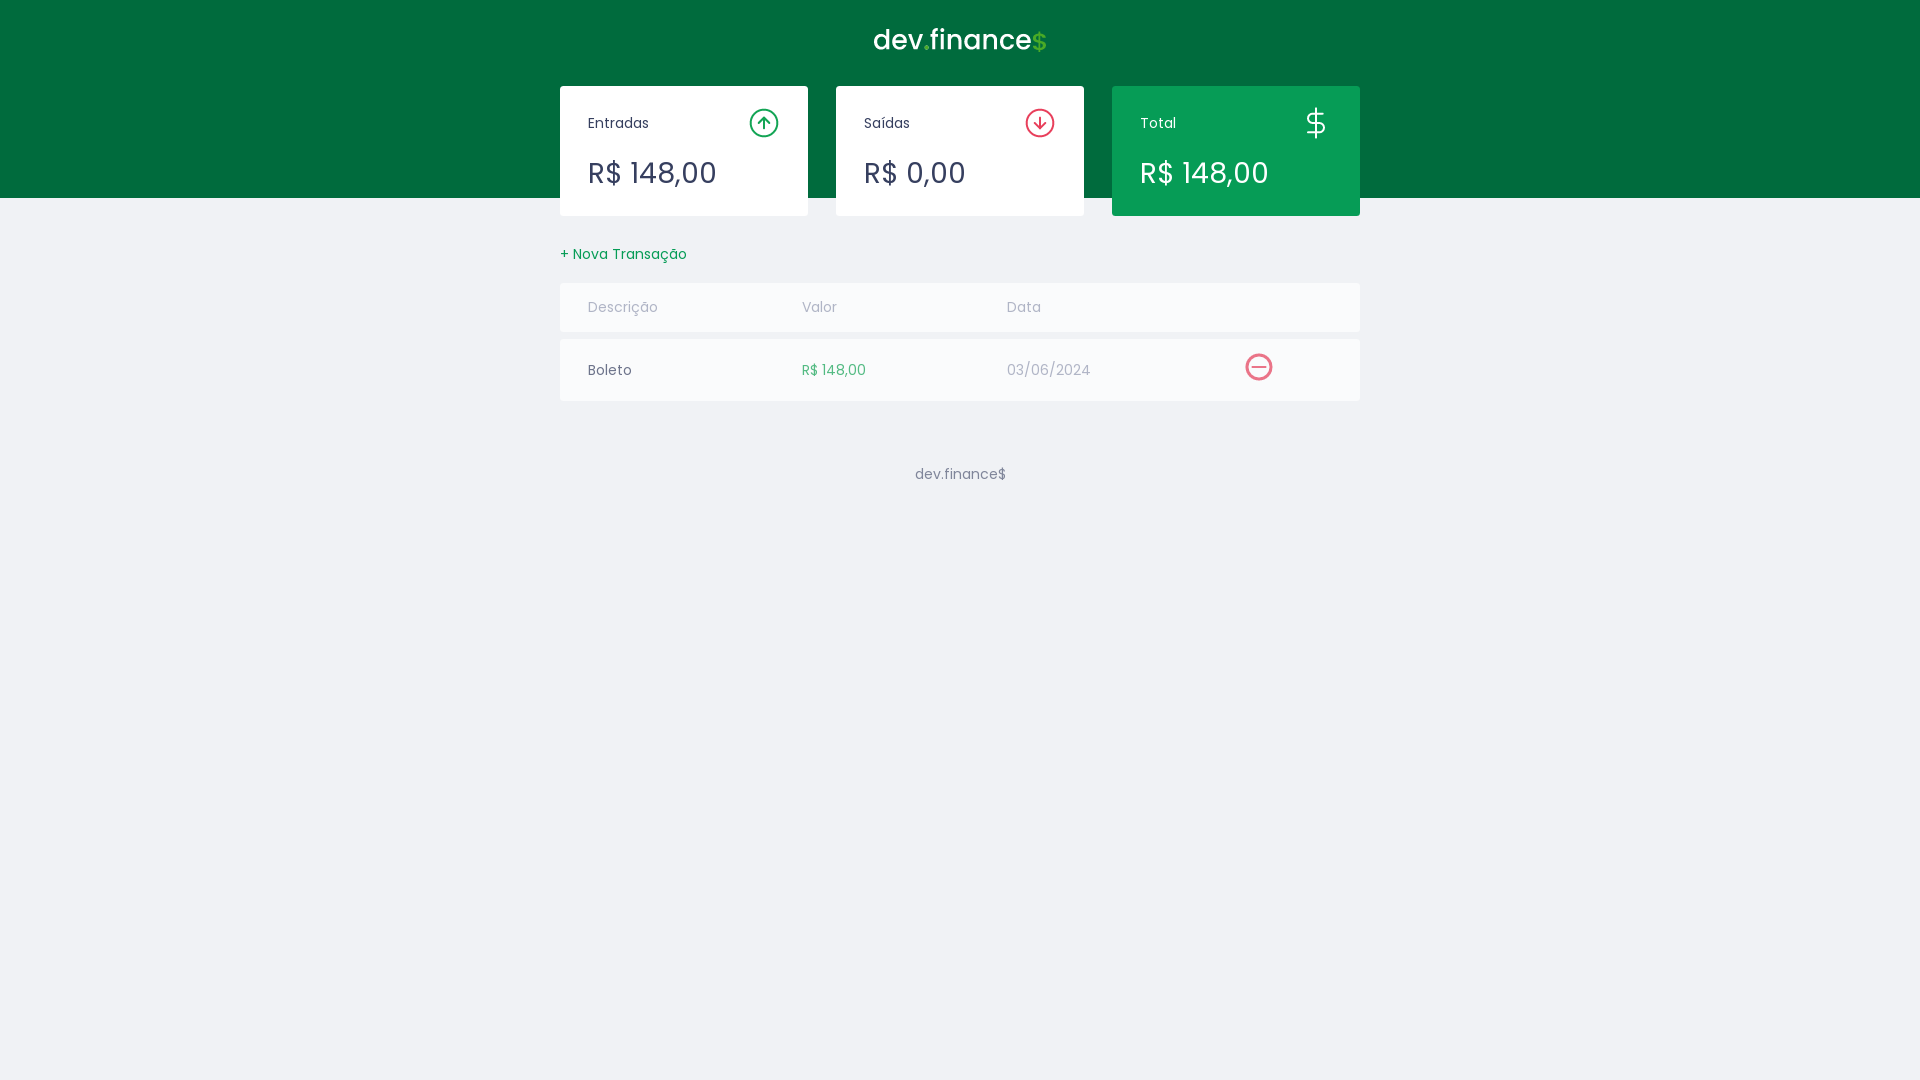 dev.finance$
Entradas
R$ 148,00
Saídas
R$ 0,00
Total
R$ 148,00
+ Nova Transação
Descrição Valor Data
Boleto R$ 148,00 03/06/2024
dev.finance$